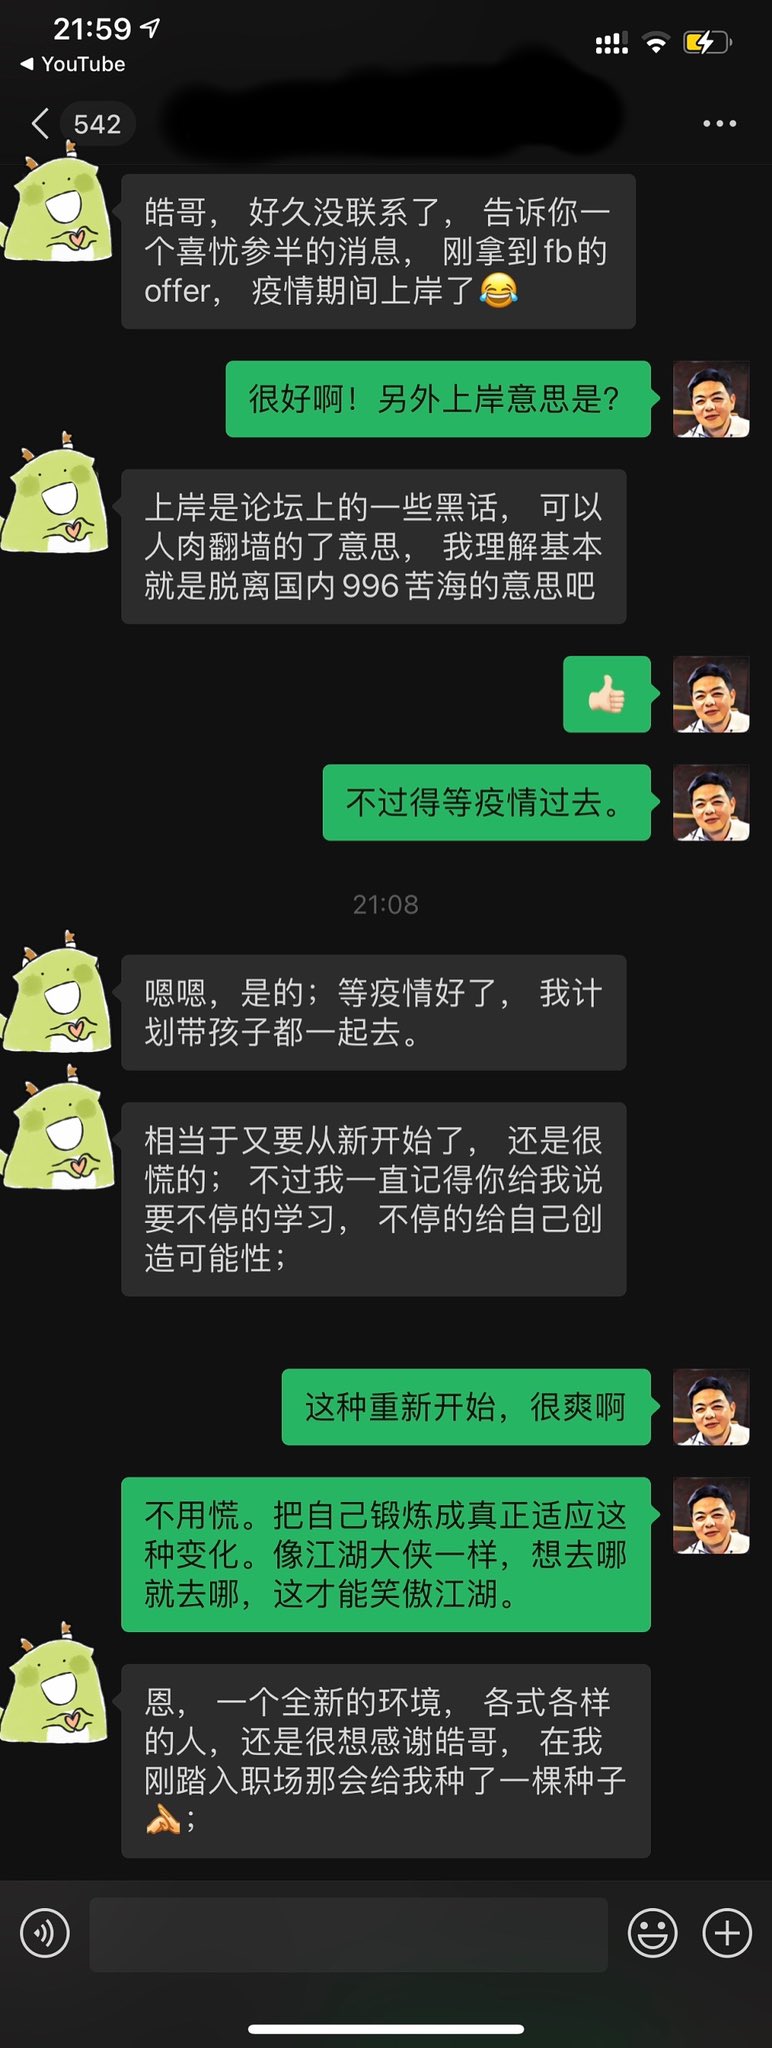 21:59
YouTube
542
皓哥， 好久没联系了， 告诉你一
个喜忧参半的消息， 刚拿到fb的
offer， 疫情期间上岸了😂
很好啊！另外上岸意思是？
上岸是论坛上的一些黑话， 可以
人肉翻墙的了意思， 我理解基本
就是脱离国内996苦海的意思吧
👍🏻
不过得等疫情过去。
21:08
嗯嗯，是的；等疫情好了， 我计
划带孩子都一起去。
相当于又要从新开始了， 还是很
慌的； 不过我一直记得你给我说
要不停的学习， 不停的给自己创
造可能性；
这种重新开始，很爽啊
不用慌。把自己锻炼成真正适应这
种变化。像江湖大侠一样，想去哪
就去哪，这才能笑傲江湖。
恩， 一个全新的环境， 各式各样
的人，还是很想感谢皓哥， 在我
刚踏入职场那会给我种了一棵种子
🙏🏻；